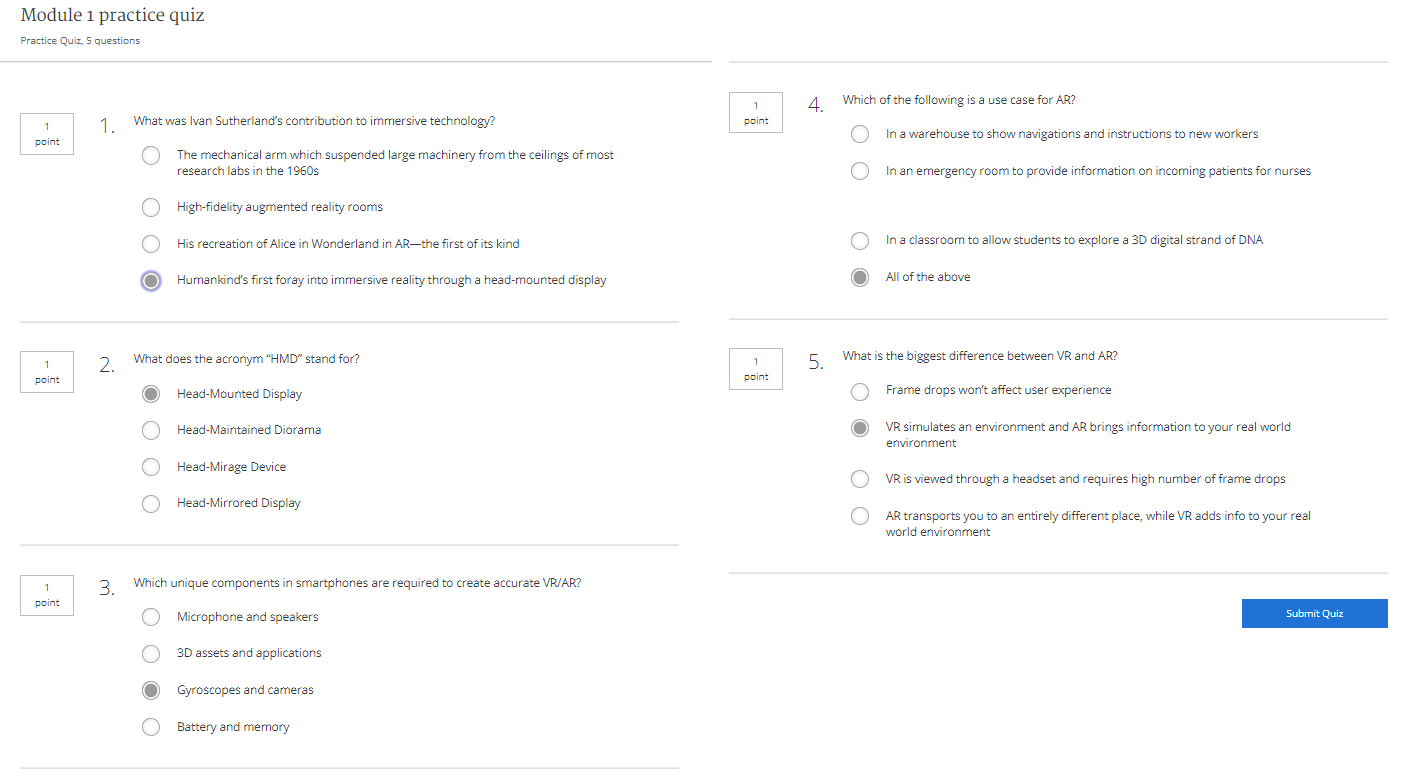 Module 1 practice quiz
Practice Quiz, 5 questions
1
point
1.
What was Ivan Sutherland's contribution to immersive technology?
The mechanical arm which suspended large machinery from the ceilings of most
research labs in the 1960s
High-fidelity augmented reality rooms
His recreation of Alice in Wonderland in AR—the first of its kind
Humankind's first foray into immersive reality through a head-mounted display
1
point
2.
What does the acronym “HMD” stand for?
Head-Mounted Display
Head-Maintained Diorama
Head-Mirage Device
Head-Mirrored Display
1
point
3.
Which unique components in smartphones are required to create accurate VR/AR?
Microphone and speakers
3D assets and applications
Gyroscopes and cameras
Battery and memory
1
point
4.
Which of the following is a use case for AR?
In a warehouse to show navigations and instructions to new workers
In an emergency room to provide information on incoming patients for nurses
In a classroom to allow students to explore a 3D digital strand of DNA
All of the above
1
point
5.
What is the biggest difference between VR and AR?
Frame drops won't affect user experience
VR simulates an environment and AR brings information to your real world
environment
VR is viewed through a headset and requires high number of frame drops
AR transports you to an entirely different place, while VR adds info to your real
world environment
Submit Quiz